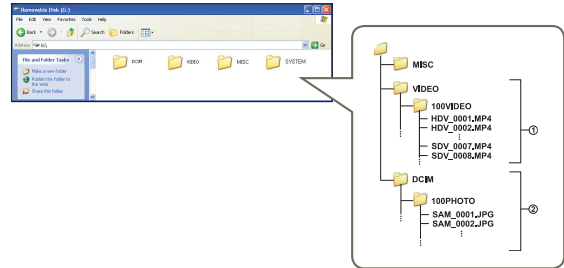 Removable Disk (G:)
File Edit View Favorites Tools Help
Back Search Folders
Address G:\ Go
File and Folder Tasks
Make a new folder
Publish this folder to the Web
Share this folder
DCIM VIDEO MISC SYSTEM
MISC
VIDEO
100VIDEO
HDV_0001.MP4
HDV_0002.MP4
SDV_0007.MP4
SDV_0008.MP4
①
DCIM
100PHOTO
SAM_0001.JPG
SAM_0002.JPG
②